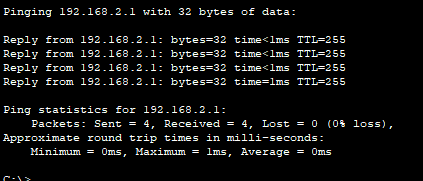 Pinging 192.168.2.1 with 32 bytes of data:
Reply from 192.168.2.1: bytes=32 time<1ms TTL=255
Reply from 192.168.2.1: bytes=32 time<1ms TTL=255
Reply from 192.168.2.1: bytes=32 time<1ms TTL=255
Reply from 192.168.2.1: bytes=32 time=1ms TTL=255
Ping statistics for 192.168.2.1:
Packets: Sent = 4, Received = 4, Lost = 0 (0% loss),
Approximate round trip times in milli-seconds:
Minimum = 0ms, Maximum = 1ms, Average = 0ms
C:\>